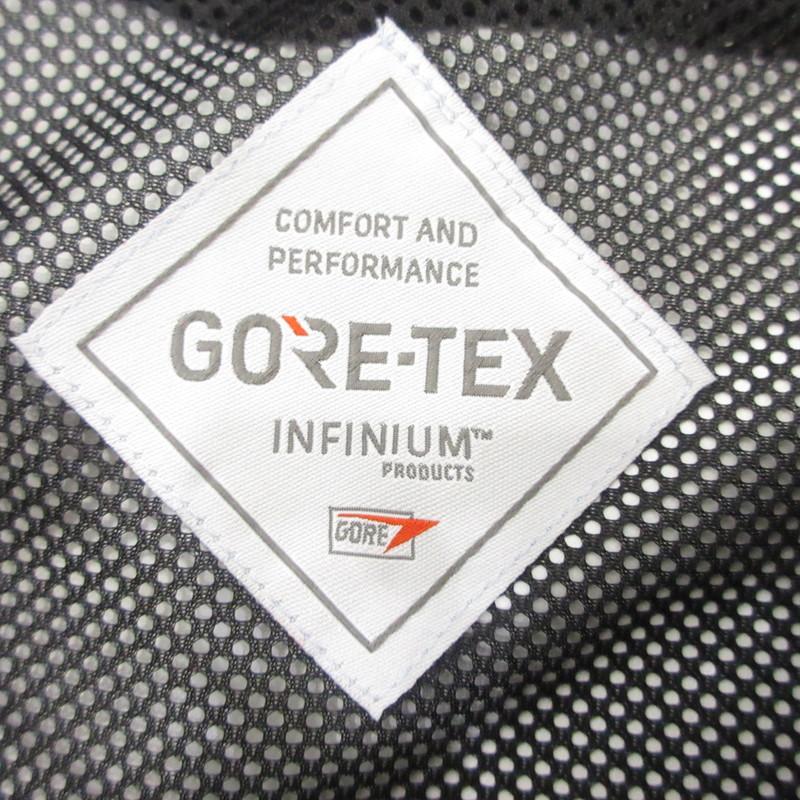 COMFORT AND
PERFORMANCE
GORE-TEX
INFINIUM™
PRODUCTS
GORE